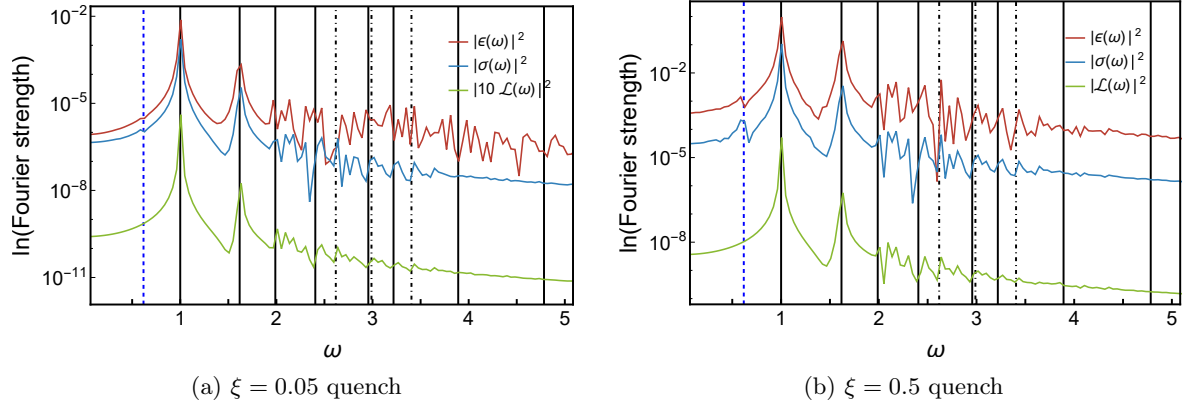 ln(Fourier strength)
10⁻²
10⁻⁵
10⁻⁸
10⁻¹¹
|ϵ(ω)|²
|σ(ω)|²
|10 ℒ(ω)|²
1 2 3 4 5
ω
(a) ξ = 0.05 quench
ln(Fourier strength)
10⁻²
10⁻⁵
10⁻⁸
|ϵ(ω)|²
|σ(ω)|²
|ℒ(ω)|²
1 2 3 4 5
ω
(b) ξ = 0.5 quench